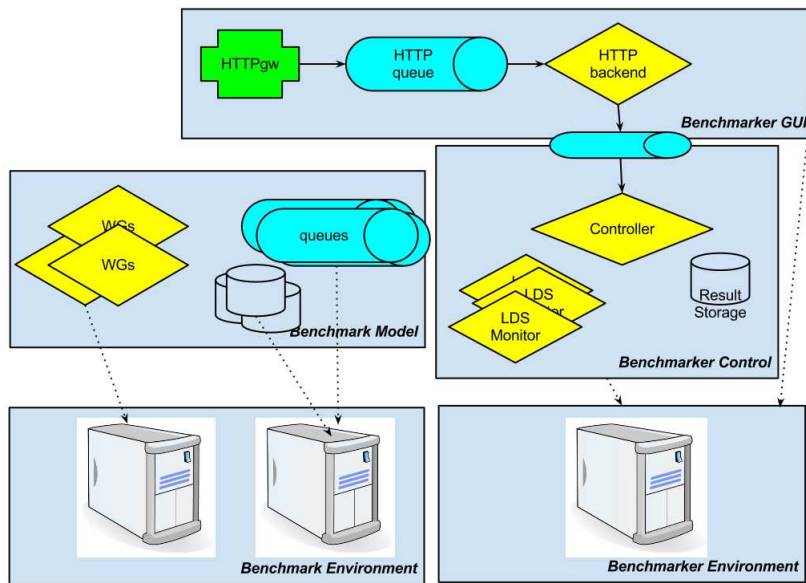 HTTPgw
HTTP
queue
HTTP
backend
Benchmarker GUI
WGs
WGs
queues
Benchmark Model
Controller
LDS
LDS
Monitor
Result
Storage
Benchmarker Control
Benchmark Environment
Benchmarker Environment